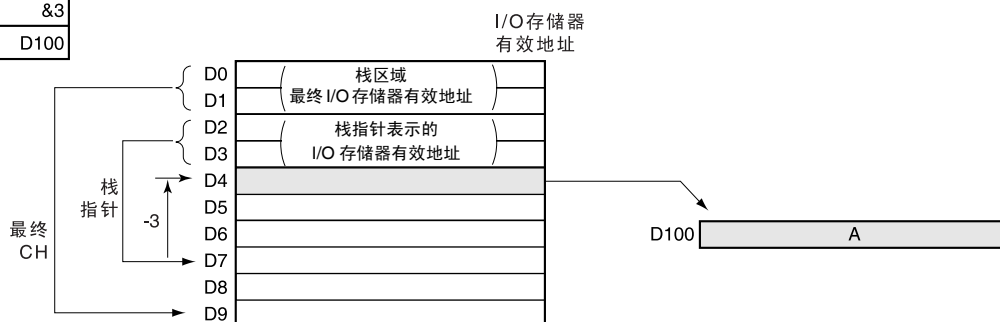 &3
D100
I/O存储器
有效地址
D0
栈区域
D1
最终I/O存储器有效地址
D2
栈指针表示的
D3
I/O 存储器有效地址
D4
栈
指针
-3
D5
D6
最终
CH
D7
D8
D9
D100
A